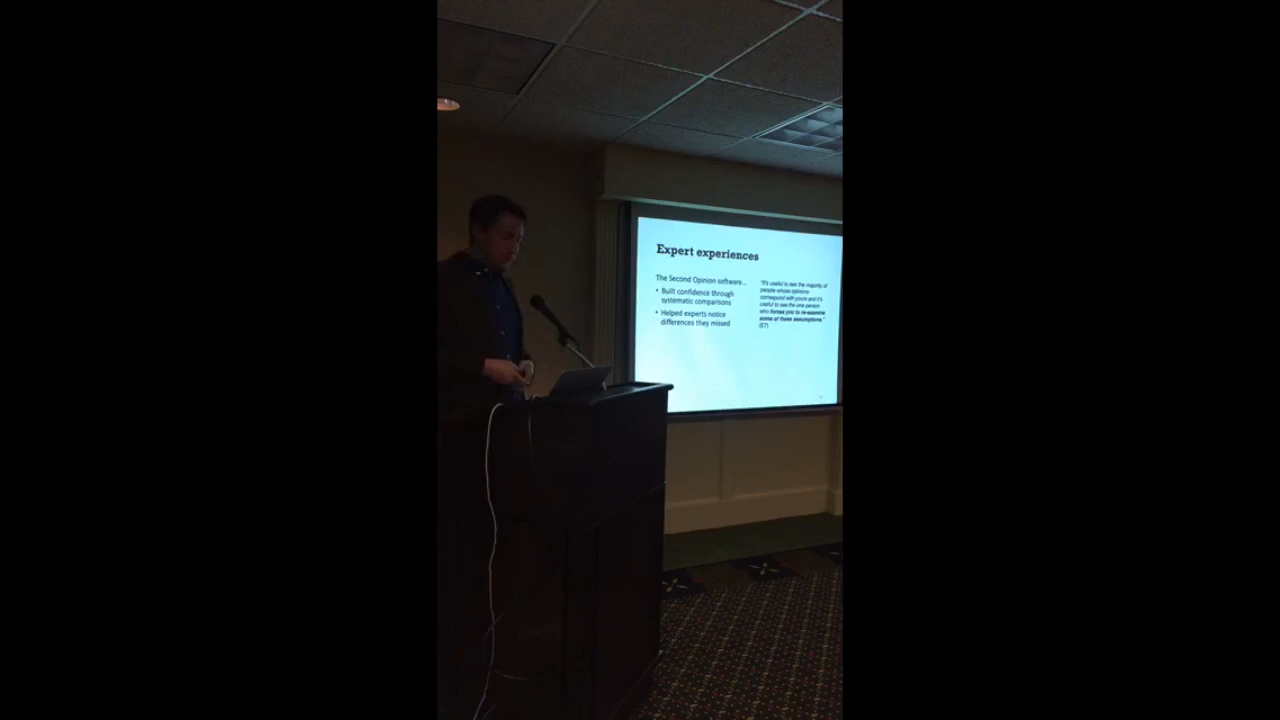 Expert experiences
The Second Opinion software...
• Built confidence through
systematic comparisons
• Helped experts notice
differences they missed
"It's useful to see the majority of
people whose opinions
correspond with yours and it's
useful to see the one person
who forces you to re-examine
some of those assumptions."
(E7)